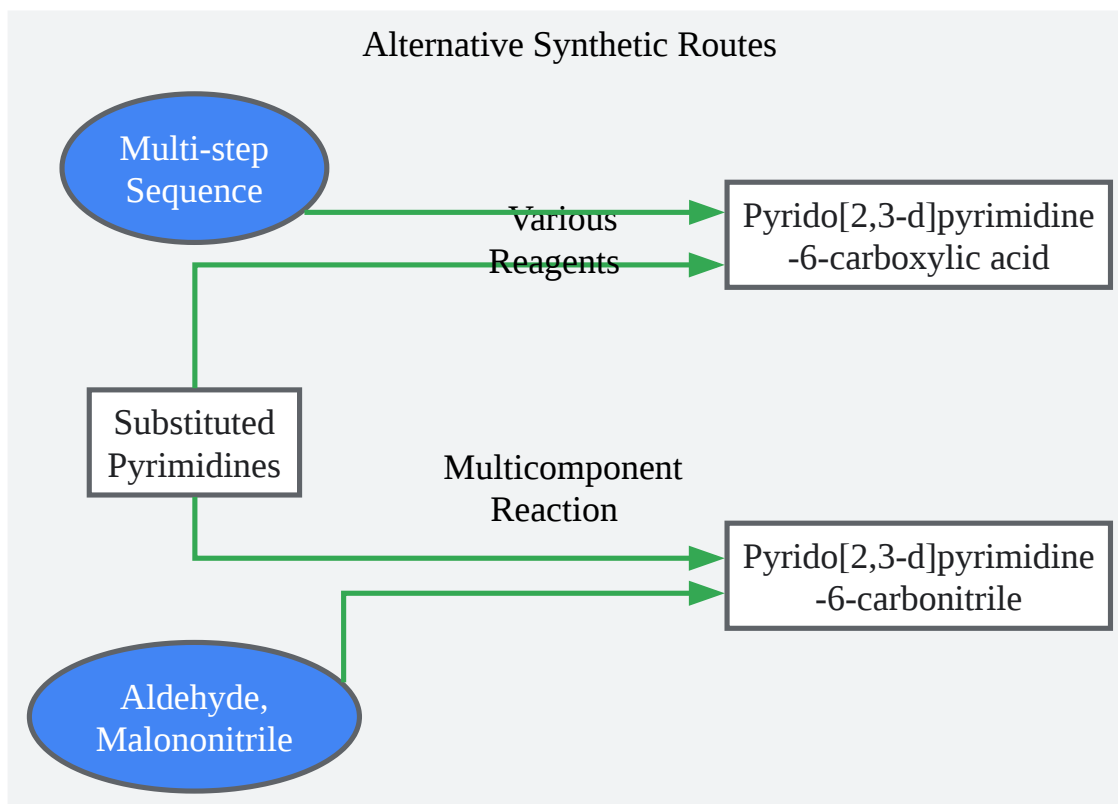 Alternative Synthetic Routes
Multi-step
Sequence
Various
Reagents
Pyrido[2,3-d]pyrimidine
-6-carboxylic acid
Substituted
Pyrimidines
Multicomponent
Reaction
Pyrido[2,3-d]pyrimidine
-6-carbonitrile
Aldehyde,
Malononitrile